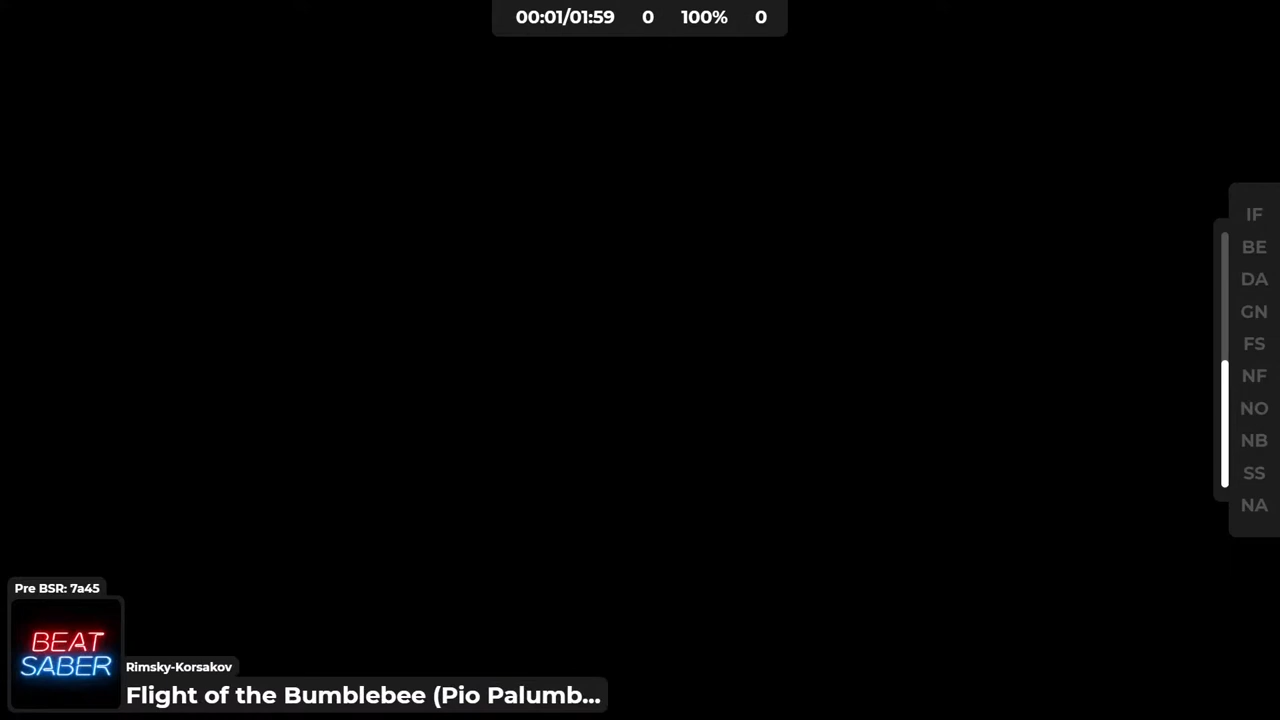 00:01/01:59 0 100% 0
IF
BE
DA
GN
FS
NF
NO
NB
SS
NA
Pre BSR: 7a45
BEAT
SABER
Rimsky-Korsakov
Flight of the Bumblebee (Pio Palumb...